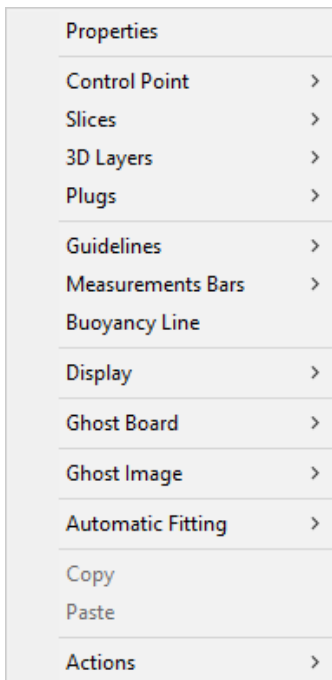 Properties
Control Point
Slices
3D Layers
Plugs
Guidelines
Measurements Bars
Buoyancy Line
Display
Ghost Board
Ghost Image
Automatic Fitting
Copy
Paste
Actions